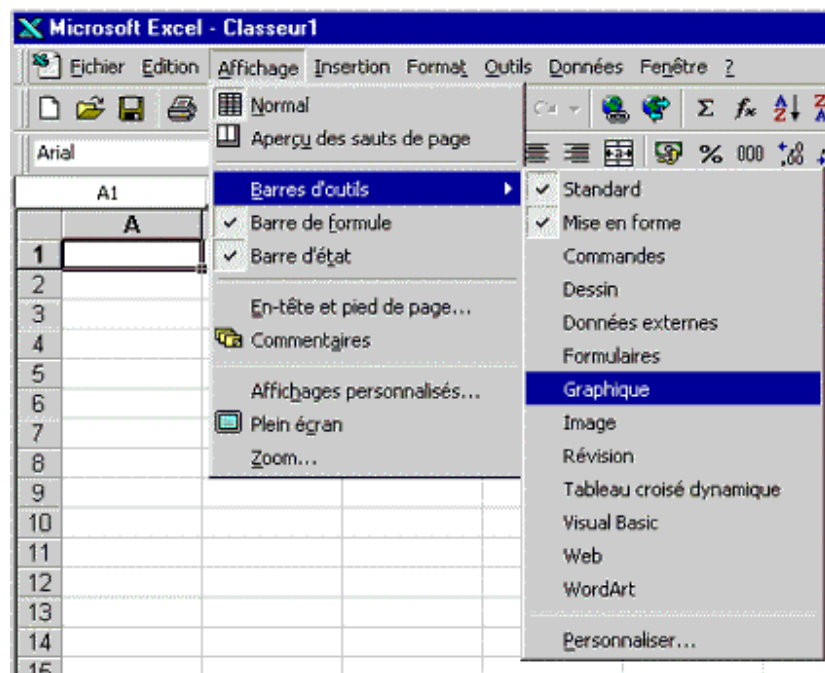 Microsoft Excel - Classeur1
Fichier Edition Affichage Insertion Format Outils Données Fenêtre ?
Σ fx A Z Z A
Arial
% 000
A1
A
1
2
3
4
5
6
7
8
9
10
11
12
13
14
15
Normal
Aperçu des sauts de page
Barres d'outils
Barre de formule
Barre d'état
En-tête et pied de page...
Commentaires
Affichages personnalisés...
Plein écran
Zoom...
Standard
Mise en forme
Commandes
Dessin
Données externes
Formulaires
Graphique
Image
Révision
Tableau croisé dynamique
Visual Basic
Web
WordArt
Personnaliser...